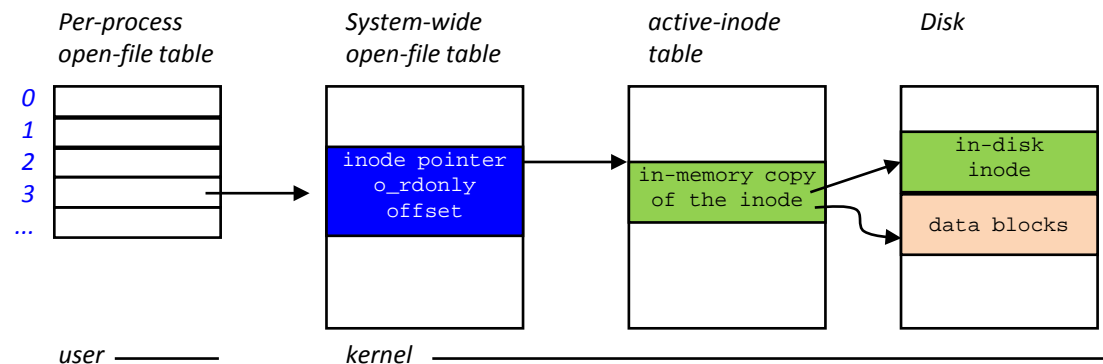 Per-process
open-file table
System-wide
open-file table
active-inode
table
Disk
0
1
2
3
...
inode pointer
o_rdonly
offset
in-memory copy
of the inode
in-disk
inode
data blocks
user
kernel